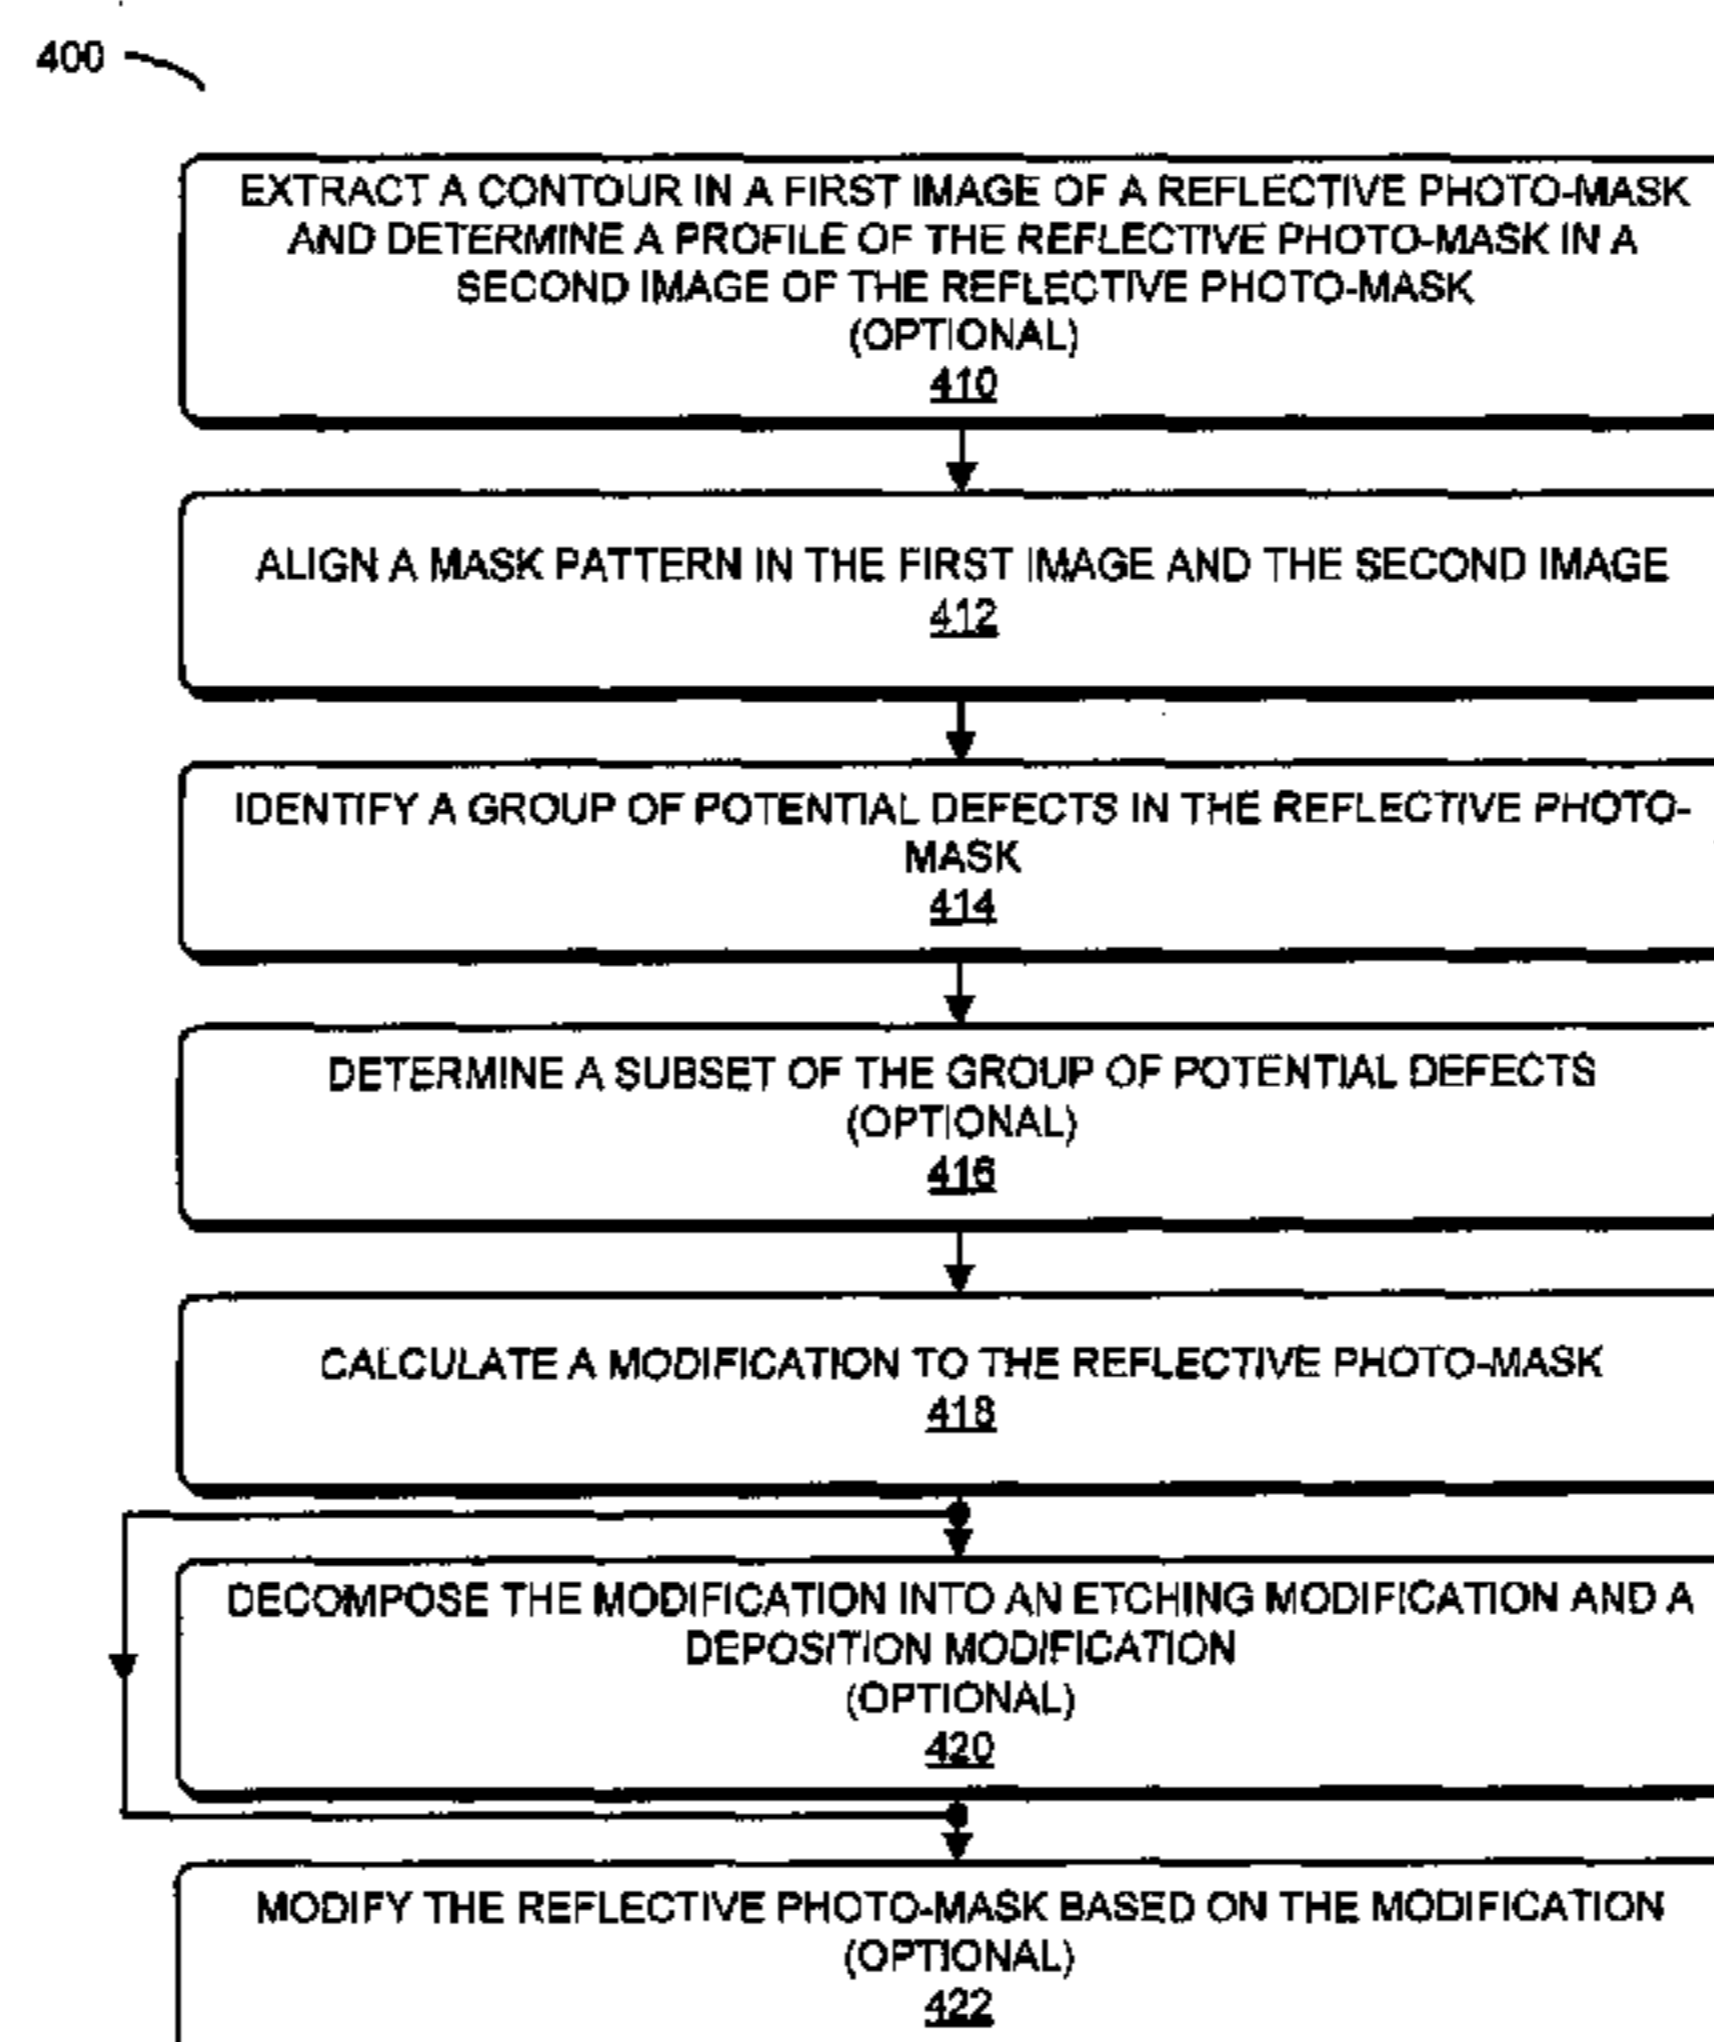 400
EXTRACT A CONTOUR IN A FIRST IMAGE OF A REFLECTIVE PHOTO-MASK
AND DETERMINE A PROFILE OF THE REFLECTIVE PHOTO-MASK IN A
SECOND IMAGE OF THE REFLECTIVE PHOTO-MASK
(OPTIONAL)
410
ALIGN A MASK PATTERN IN THE FIRST IMAGE AND THE SECOND IMAGE
412
IDENTIFY A GROUP OF POTENTIAL DEFECTS IN THE REFLECTIVE PHOTO-
MASK
414
DETERMINE A SUBSET OF THE GROUP OF POTENTIAL DEFECTS
(OPTIONAL)
416
CALCULATE A MODIFICATION TO THE REFLECTIVE PHOTO-MASK
418
DECOMPOSE THE MODIFICATION INTO AN ETCHING MODIFICATION AND A
DEPOSITION MODIFICATION
(OPTIONAL)
420
MODIFY THE REFLECTIVE PHOTO-MASK BASED ON THE MODIFICATION
(OPTIONAL)
422